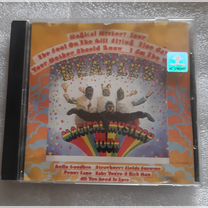 Magical Mystery Tour
The Fool On The Hill Flying
Your Mother Should Know I Am The
BEATLES
MAGICAL MYSTERY
TOUR
Hello Goodbye Strawberry Fields Forever
Penny Lane Baby You're A Rich Man
All You Need Is Love